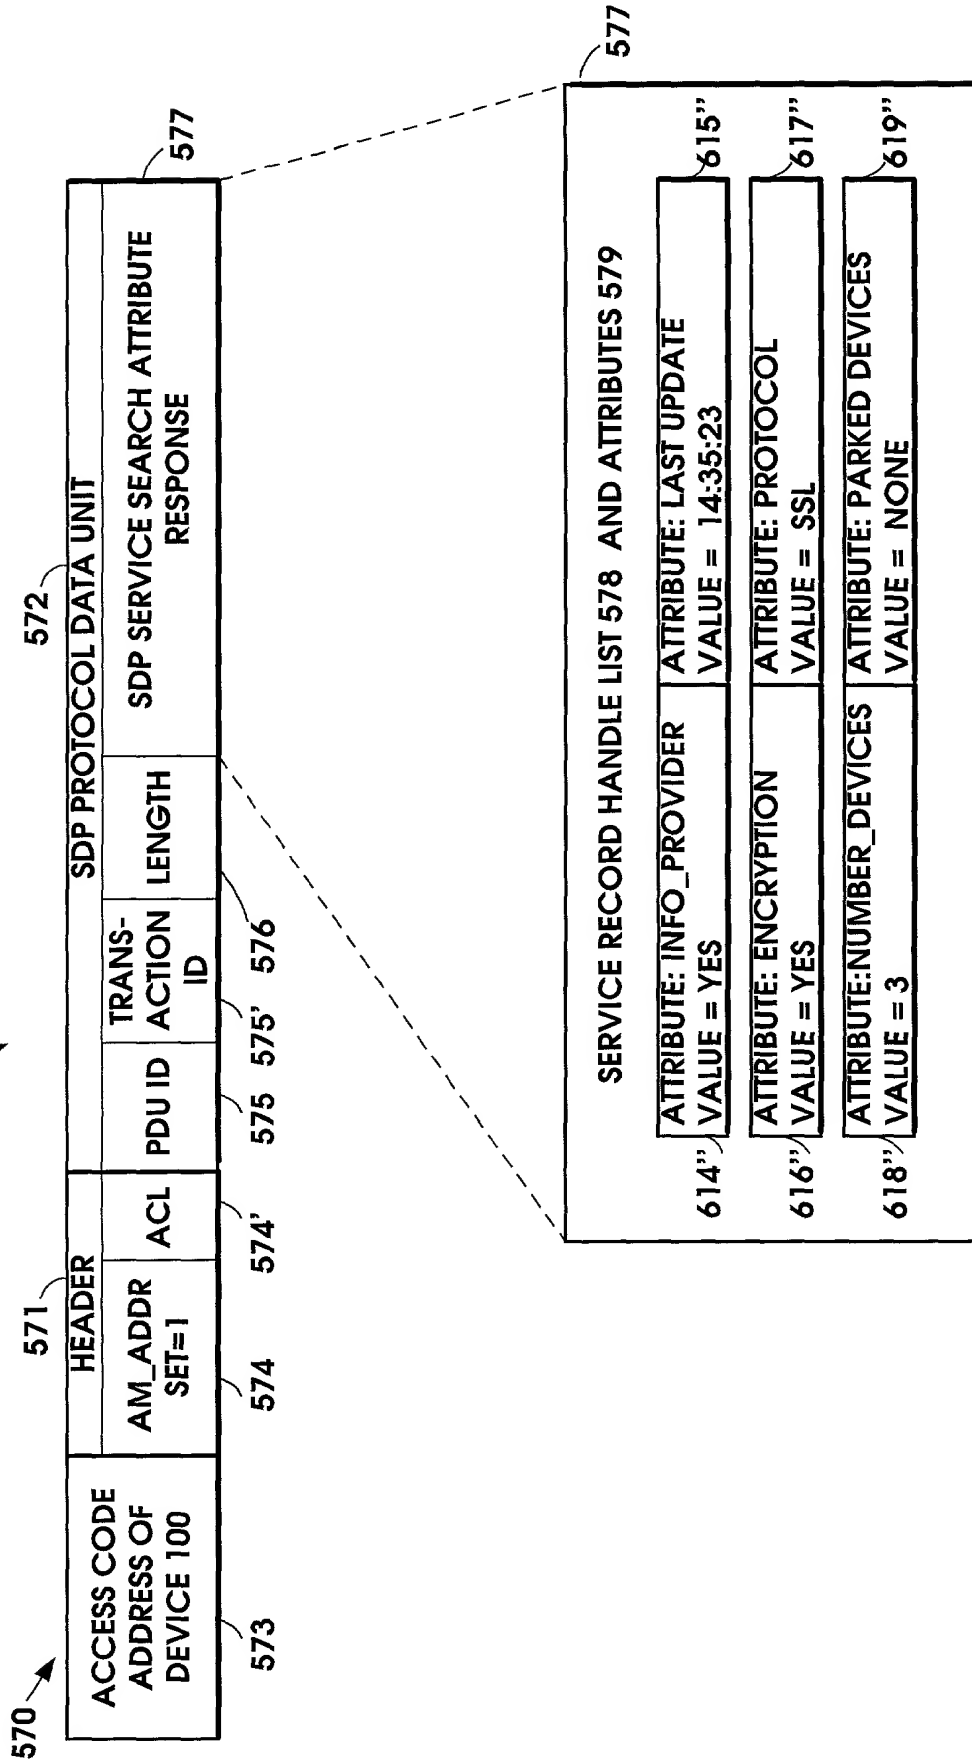 570
571
572
HEADER
SDP PROTOCOL DATA UNIT
ACCESS CODE
ADDRESS OF
DEVICE 100
AM_ADDR
SET=1
ACL
PDU ID
TRANS-
ACTION
ID
LENGTH
SDP SERVICE SEARCH ATTRIBUTE
RESPONSE
577
573
574
574'
575
575'
576
577
SERVICE RECORD HANDLE LIST 578 AND ATTRIBUTES 579
614"
ATTRIBUTE: INFO_PROVIDER
VALUE = YES
ATTRIBUTE: LAST UPDATE
VALUE = 14:35:23
615"
616"
ATTRIBUTE: ENCRYPTION
VALUE = YES
ATTRIBUTE: PROTOCOL
VALUE = SSL
617"
618"
ATTRIBUTE:NUMBER_DEVICES
VALUE = 3
ATTRIBUTE: PARKED DEVICES
VALUE = NONE
619"